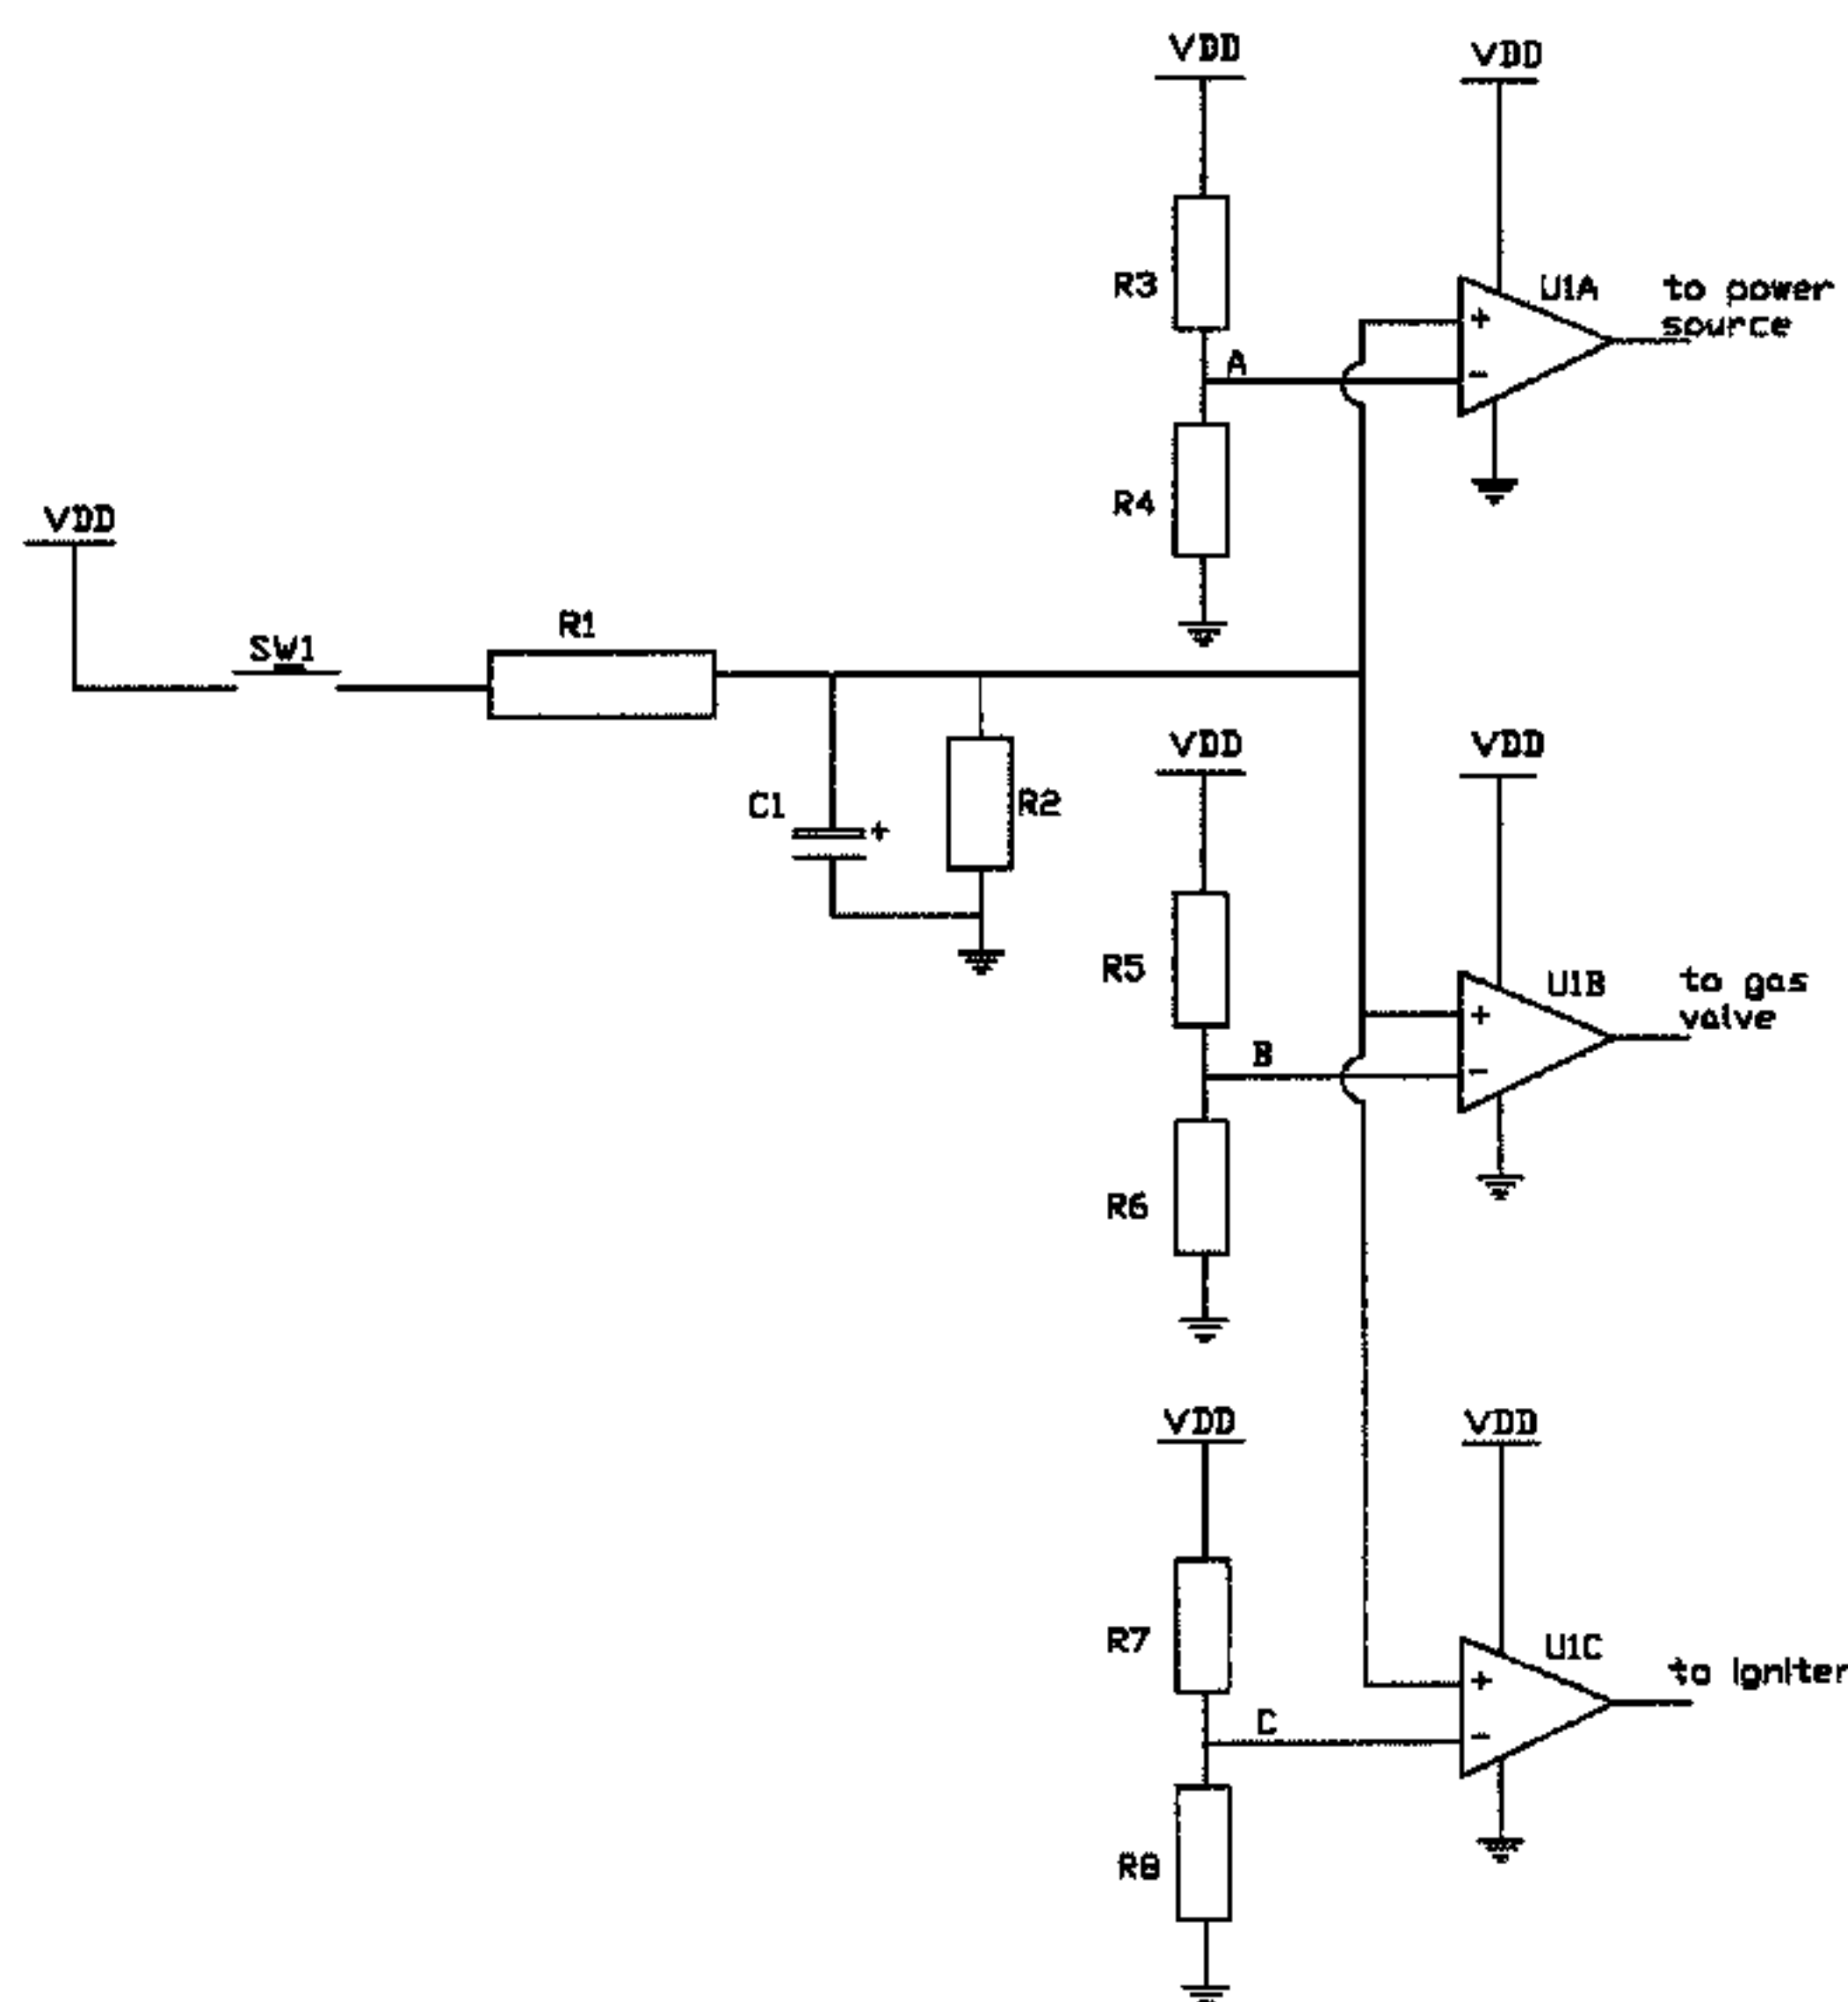 VDD
VDD
R3
U1A
to power
source
+
A
-
R4
VDD
R1
SW1
VDD
VDD
C1
+
R2
R5
U1B
to gas
valve
+
B
-
R6
VDD
VDD
R7
U1C
to igniter
+
C
-
R8